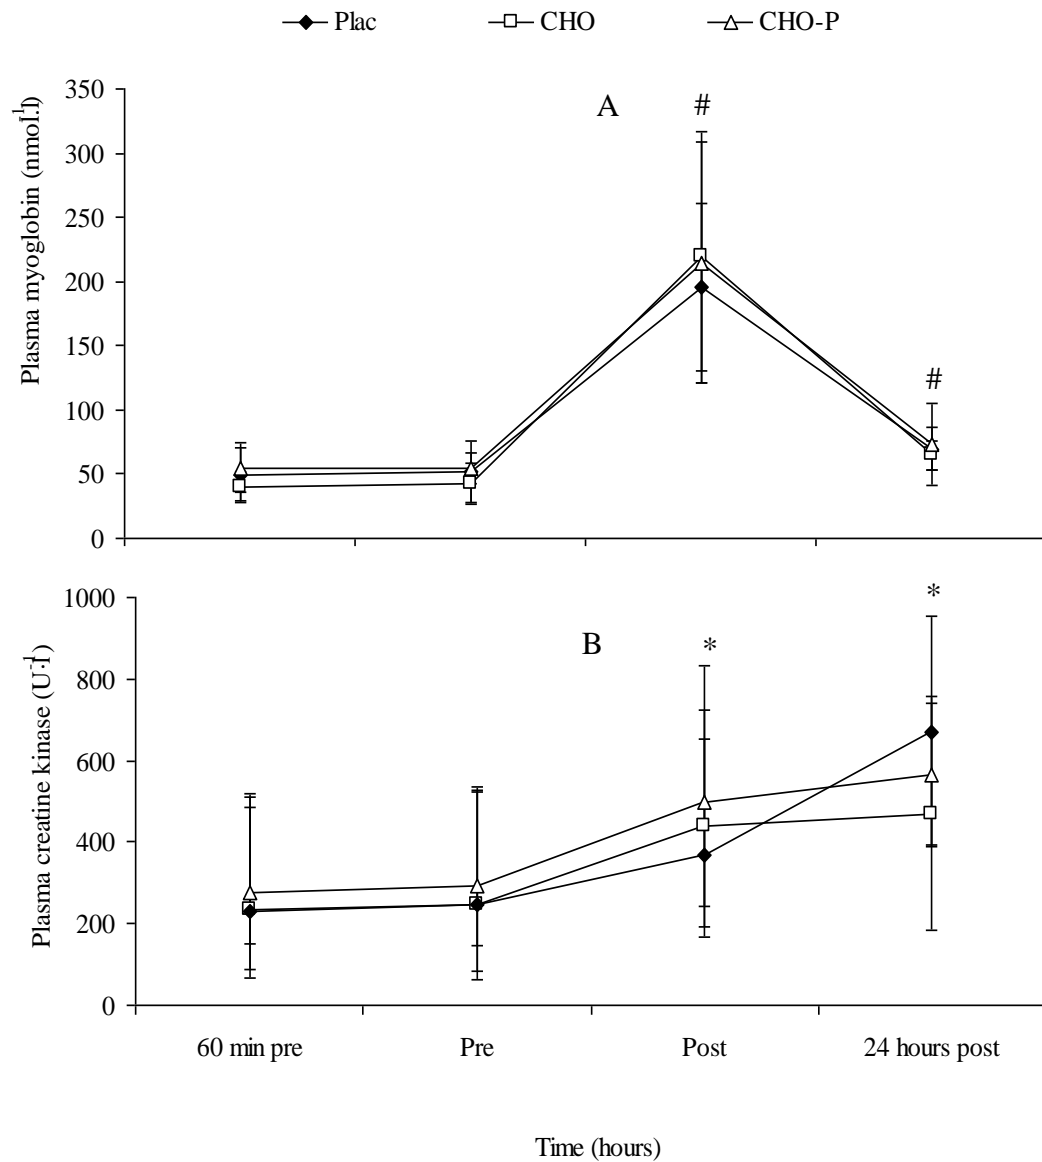 Plac CHO CHO-P
Plasma myoglobin (nmol.l-1)
350
300
250
200
150
100
50
0
A
#
#
Plasma creatine kinase (U·l-1)
1000
800
600
400
200
0
B
*
*
60 min pre Pre Post 24 hours post
Time (hours)